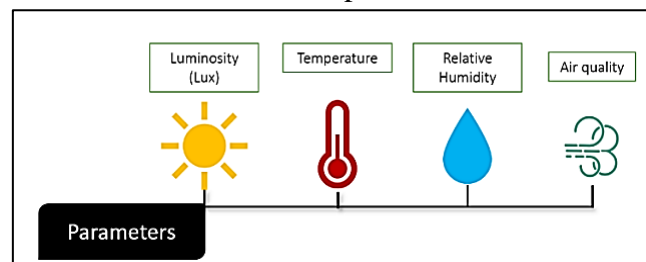 Luminosity
(Lux)
Temperature
Relative
Humidity
Air quality
Parameters